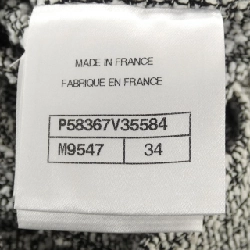 MADE IN FRANCE
FABRIQUE EN FRANCE
P58367V35584
M9547 34